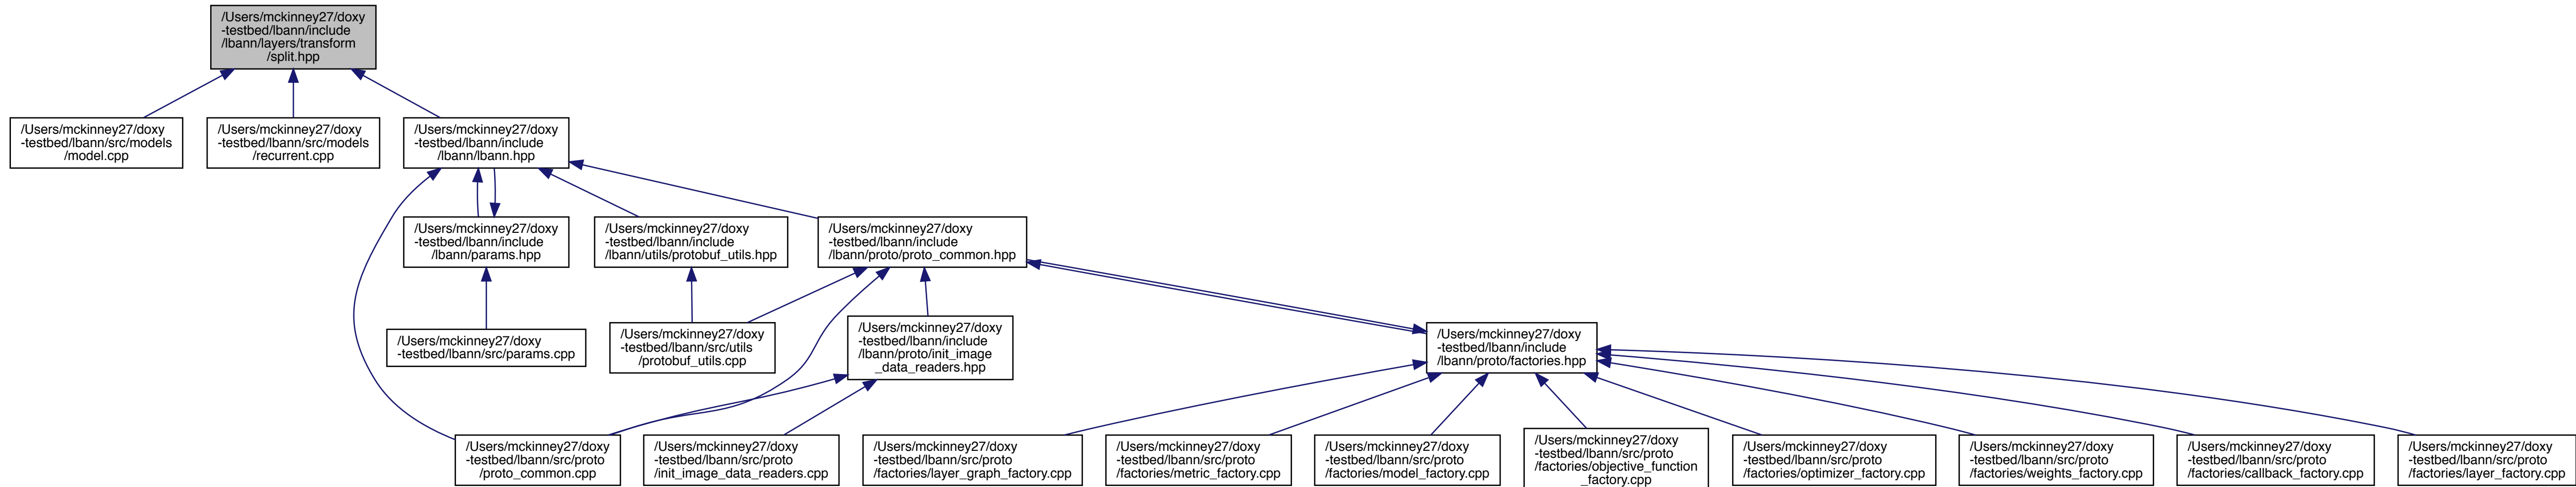 /Users/mckinney27/doxy
-testbed/lbann/include
/lbann/layers/transform
/split.hpp
/Users/mckinney27/doxy
-testbed/lbann/src/models
/model.cpp
/Users/mckinney27/doxy
-testbed/lbann/src/models
/recurrent.cpp
/Users/mckinney27/doxy
-testbed/lbann/include
/lbann/lbann.hpp
/Users/mckinney27/doxy
-testbed/lbann/include
/lbann/params.hpp
/Users/mckinney27/doxy
-testbed/lbann/include
/lbann/utils/protobuf_utils.hpp
/Users/mckinney27/doxy
-testbed/lbann/include
/lbann/proto/proto_common.hpp
/Users/mckinney27/doxy
-testbed/lbann/src/params.cpp
/Users/mckinney27/doxy
-testbed/lbann/src/utils
/protobuf_utils.cpp
/Users/mckinney27/doxy
-testbed/lbann/include
/lbann/proto/init_image
_data_readers.hpp
/Users/mckinney27/doxy
-testbed/lbann/include
/lbann/proto/factories.hpp
/Users/mckinney27/doxy
-testbed/lbann/src/proto
/proto_common.cpp
/Users/mckinney27/doxy
-testbed/lbann/src/proto
/init_image_data_readers.cpp
/Users/mckinney27/doxy
-testbed/lbann/src/proto
/factories/layer_graph_factory.cpp
/Users/mckinney27/doxy
-testbed/lbann/src/proto
/factories/metric_factory.cpp
/Users/mckinney27/doxy
-testbed/lbann/src/proto
/factories/model_factory.cpp
/Users/mckinney27/doxy
-testbed/lbann/src/proto
/factories/objective_function
_factory.cpp
/Users/mckinney27/doxy
-testbed/lbann/src/proto
/factories/optimizer_factory.cpp
/Users/mckinney27/doxy
-testbed/lbann/src/proto
/factories/weights_factory.cpp
/Users/mckinney27/doxy
-testbed/lbann/src/proto
/factories/callback_factory.cpp
/Users/mckinney27/doxy
-testbed/lbann/src/proto
/factories/layer_factory.cpp